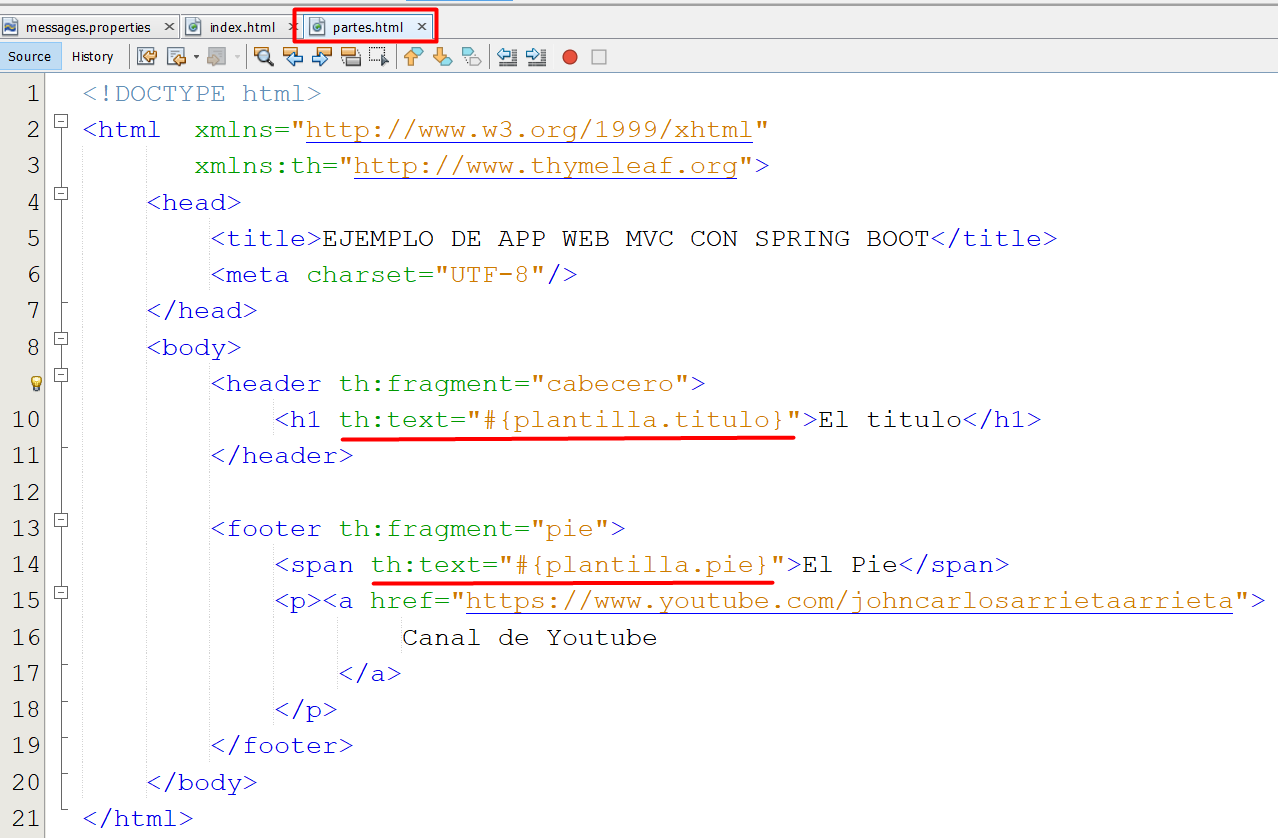 messages.properties index.html partes.html
Source History
1 <!DOCTYPE html>
2 <html  xmlns="http://www.w3.org/1999/xhtml"
3        xmlns:th="http://www.thymeleaf.org">
4     <head>
5         <title>EJEMPLO DE APP WEB MVC CON SPRING BOOT</title>
6         <meta charset="UTF-8"/>
7     </head>
8     <body>
        <header th:fragment="cabecero">
10             <h1 th:text="#{plantilla.titulo}">El titulo</h1>
11         </header>
12
13         <footer th:fragment="pie">
14             <span th:text="#{plantilla.pie}">El Pie</span>
15             <p><a href="https://www.youtube.com/johncarlosarrietaarrieta">
16                     Canal de Youtube
17                 </a>
18             </p>
19         </footer>
20     </body>
21 </html>